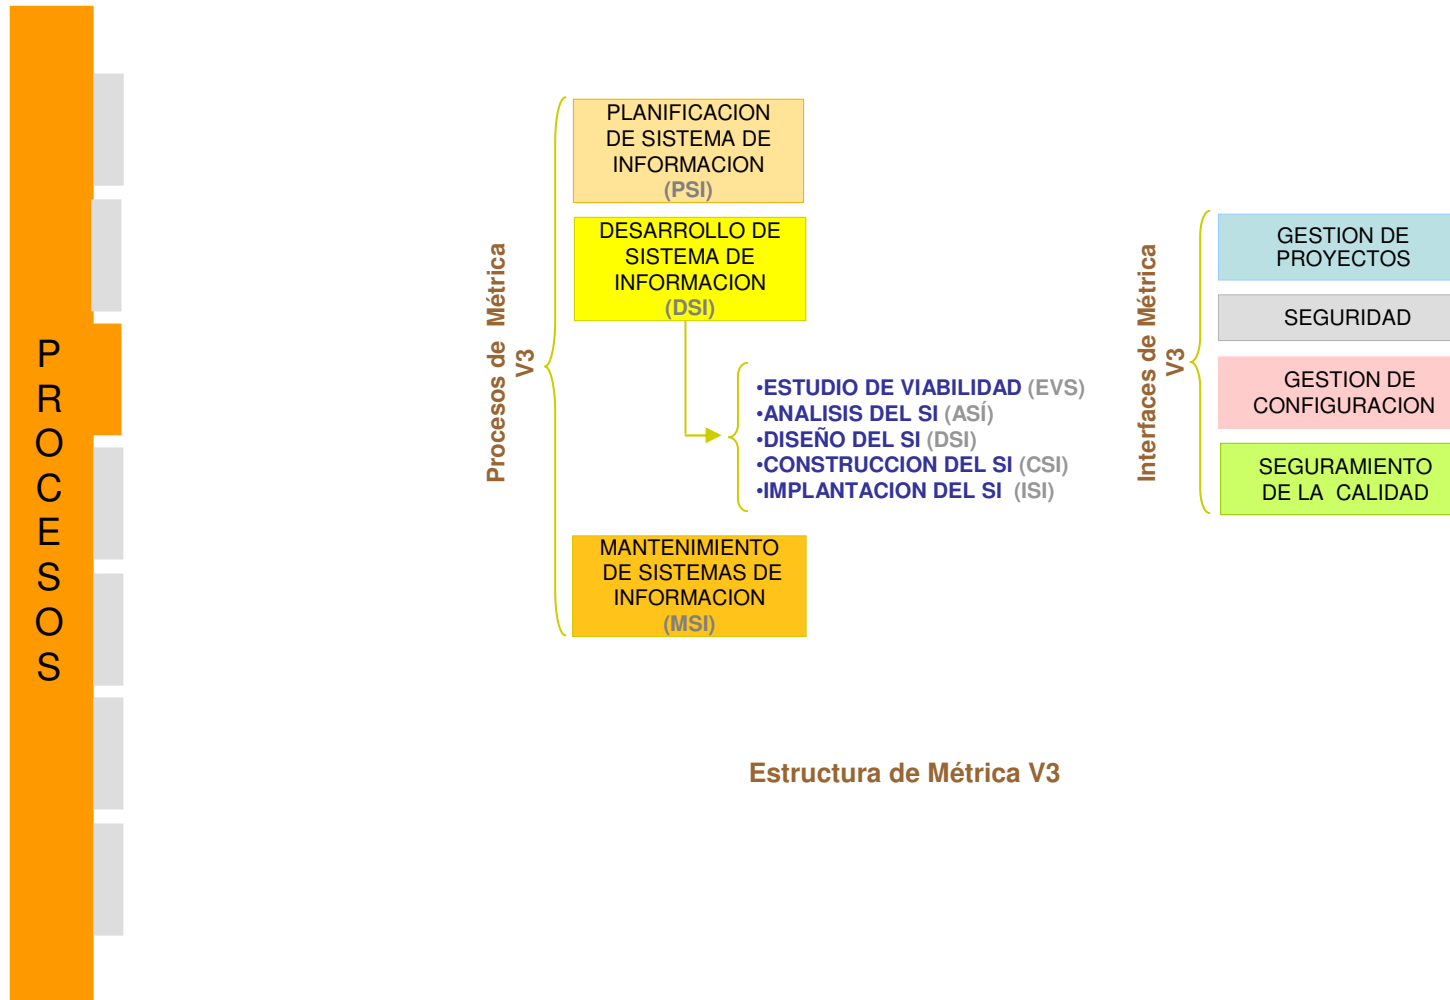 PROCESOS
Procesos de Métrica
V3
PLANIFICACION
DE SISTEMA DE
INFORMACION
(PSI)
DESARROLLO DE
SISTEMA DE
INFORMACION
(DSI)
•ESTUDIO DE VIABILIDAD (EVS)
•ANALISIS DEL SI (ASÍ)
•DISEÑO DEL SI (DSI)
•CONSTRUCCION DEL SI (CSI)
•IMPLANTACION DEL SI (ISI)
MANTENIMIENTO
DE SISTEMAS DE
INFORMACION
(MSI)
Interfaces de Métrica
V3
GESTION DE
PROYECTOS
SEGURIDAD
GESTION DE
CONFIGURACION
SEGURAMIENTO
DE LA CALIDAD
Estructura de Métrica V3